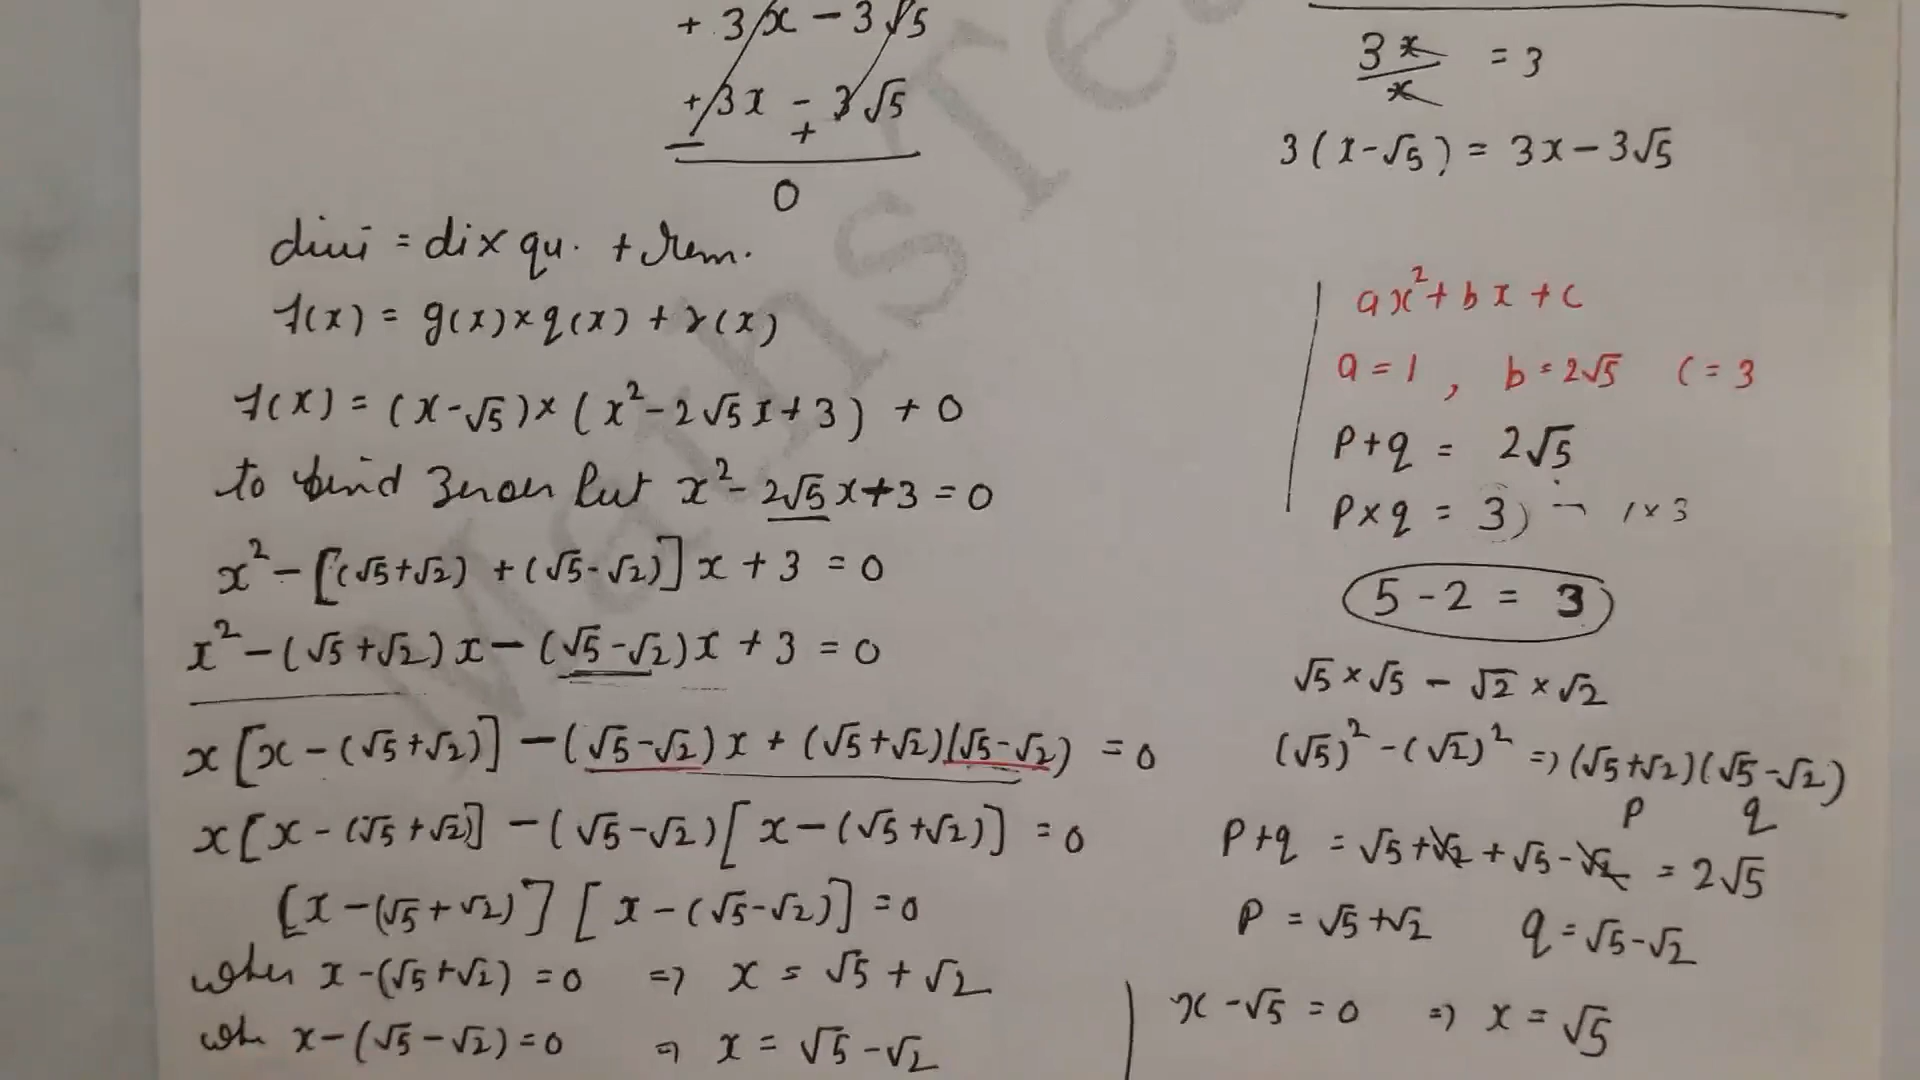 + 3x - 3√5
+3x - 3√5
- +
0
divi = di x qu. + rem.
f(x) = g(x) x q(x) + r(x)
f(x) = (x-√5) x (x² - 2√5x + 3) + 0
to find zeroes put x² - 2√5x + 3 = 0
x² - [(√5+√2) + (√5-√2)] x + 3 = 0
x² - (√5+√2) x - (√5-√2) x + 3 = 0
x [x - (√5+√2)] - (√5-√2) x + (√5+√2)(√5-√2) = 0
x [x - (√5+√2)] - (√5-√2) [x - (√5+√2)] = 0
[x - (√5+√2)] [x - (√5-√2)] = 0
when x - (√5+√2) = 0 ⇒ x = √5 + √2
whe x - (√5-√2) = 0 ⇒ x = √5 - √2
3x/x = 3
3(x-√5) = 3x - 3√5
ax² + bx + c
a = 1, b = 2√5 c = 3
p+q = 2√5
p x q = 3) 1 x 3
5 - 2 = 3
√5 x √5 - √2 x √2
(√5)² - (√2)² ⇒ (√5+√2)(√5-√2)
p q
p+q = √5+√2 + √5-√2 = 2√5
p = √5+√2 q = √5-√2
x - √5 = 0 ⇒ x = √5
Maths Te